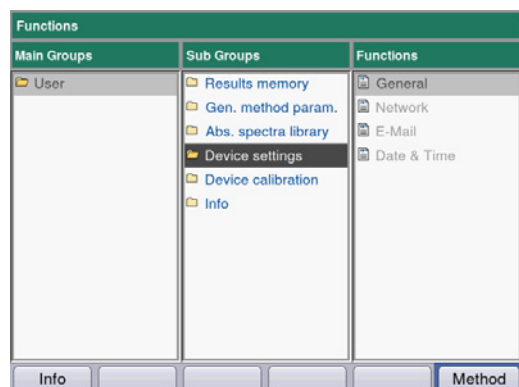 Functions
Main Groups
Sub Groups
Functions
User
Results memory
Gen. method param.
Abs. spectra library
Device settings
Device calibration
Info
General
Network
E-Mail
Date & Time
Info
Method